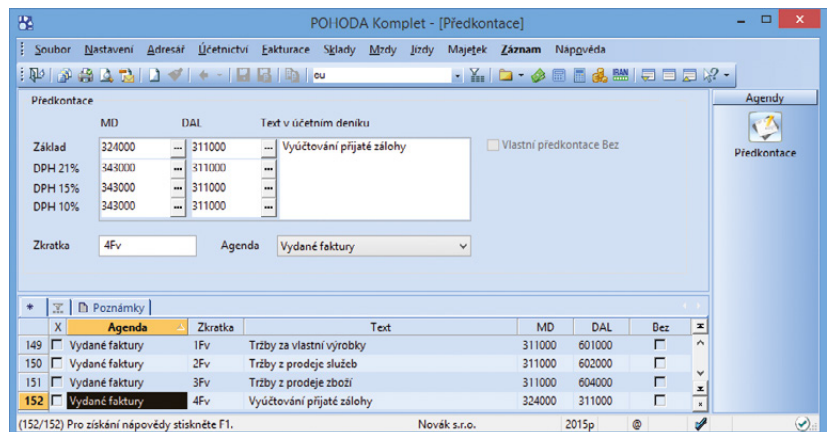 POHODA Komplet - [Předkontace]
Soubor Nastavení Adresář Účetnictví Fakturace Sklady Mzdy Jízdy Majetek Záznam Nápověda
eu
IBAN
Předkontace
MD DAL Text v účetním deníku
Základ 324000 ... 311000 ... Vyúčtování přijaté zálohy
Vlastní předkontace Bez
DPH 21% 343000 ... 311000 ...
DPH 15% 343000 ... 311000 ...
DPH 10% 343000 ... 311000 ...
Zkratka 4Fv Agenda Vydané faktury
Agendy
Předkontace
* Poznámky
X Agenda Zkratka Text MD DAL Bez
149 Vydané faktury 1Fv Tržby za vlastní výrobky 311000 601000
150 Vydané faktury 2Fv Tržby z prodeje služeb 311000 602000
151 Vydané faktury 3Fv Tržby z prodeje zboží 311000 604000
152 Vydané faktury 4Fv Vyúčtování přijaté zálohy 324000 311000
(152/152) Pro získání nápovědy stiskněte F1. Novák s.r.o. 2015p @